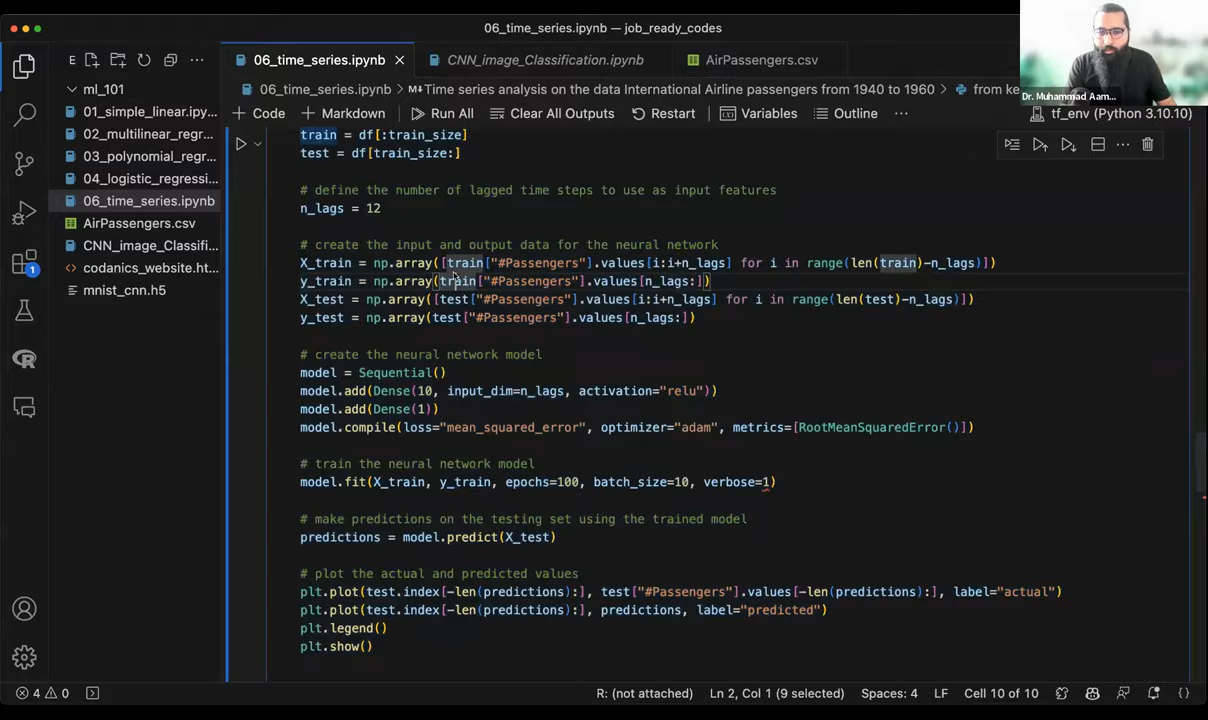 06_time_series.ipynb — job_ready_codes
E
06_time_series.ipynb
CNN_image_Classification.ipynb
AirPassengers.csv
Dr. Muhammad Aam...
06_time_series.ipynb > Time series analysis on the data International Airline passengers from 1940 to 1960 > from ke
+ Code + Markdown Run All Clear All Outputs Restart Variables Outline ...
tf_env (Python 3.10.10)
ml_101
01_simple_linear.ipy...
02_multilinear_regr...
03_polynomial_regr...
04_logistic_regressi...
06_time_series.ipynb
AirPassengers.csv
CNN_image_Classifi...
codanics_website.ht...
mnist_cnn.h5
1
train = df[:train_size]
test = df[train_size:]
# define the number of lagged time steps to use as input features
n_lags = 12
# create the input and output data for the neural network
X_train = np.array([train["#Passengers"].values[i:i+n_lags] for i in range(len(train)-n_lags)])
y_train = np.array(train["#Passengers"].values[n_lags:])
X_test = np.array([test["#Passengers"].values[i:i+n_lags] for i in range(len(test)-n_lags)])
y_test = np.array(test["#Passengers"].values[n_lags:])
# create the neural network model
model = Sequential()
model.add(Dense(10, input_dim=n_lags, activation="relu"))
model.add(Dense(1))
model.compile(loss="mean_squared_error", optimizer="adam", metrics=[RootMeanSquaredError()])
# train the neural network model
model.fit(X_train, y_train, epochs=100, batch_size=10, verbose=1)
# make predictions on the testing set using the trained model
predictions = model.predict(X_test)
# plot the actual and predicted values
plt.plot(test.index[-len(predictions):], test["#Passengers"].values[-len(predictions):], label="actual")
plt.plot(test.index[-len(predictions):], predictions, label="predicted")
plt.legend()
plt.show()
4 0
R: (not attached) Ln 2, Col 1 (9 selected) Spaces: 4 LF Cell 10 of 10